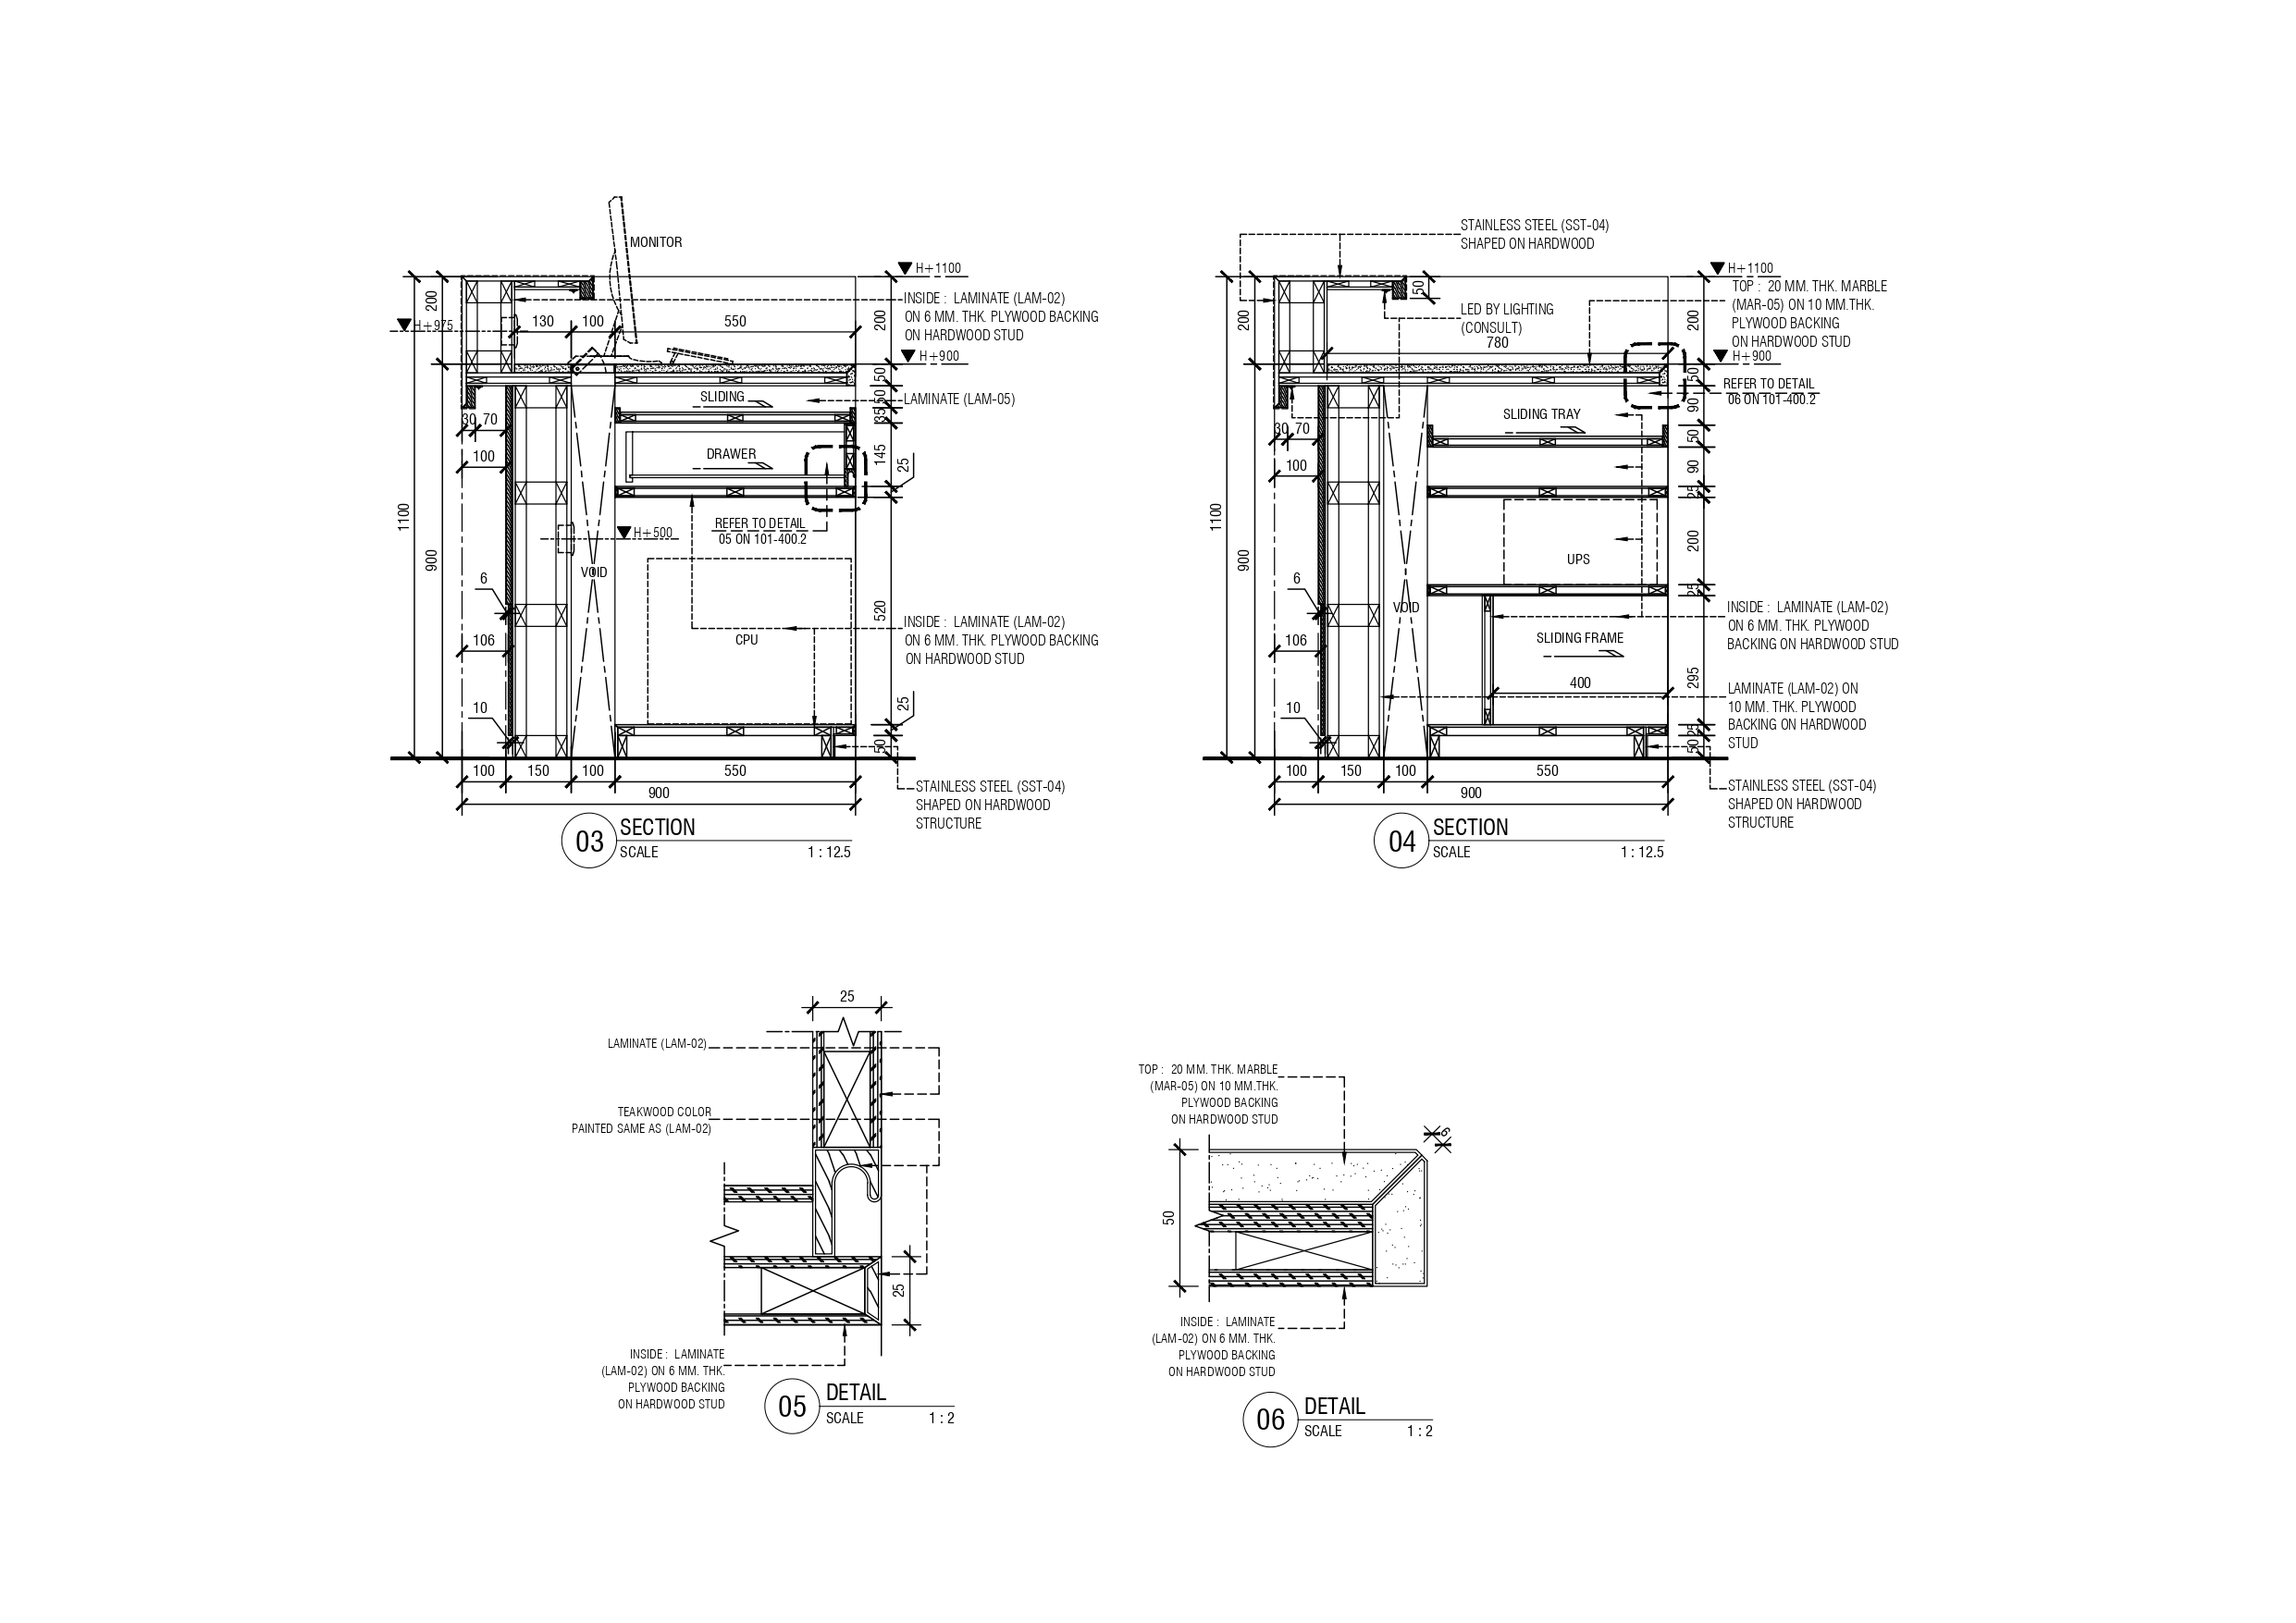 MONITOR
H+1100
200
H+975
130
100
550
200
INSIDE : LAMINATE (LAM-02)
ON 6 MM. THK. PLYWOOD BACKING
ON HARDWOOD STUD
H+900
50
SLIDING
50
LAMINATE (LAM-05)
35
30
70
DRAWER
145
25
100
1100
900
H+500
REFER TO DETAIL
05 ON 101-400.2
VOID
6
520
INSIDE : LAMINATE (LAM-02)
ON 6 MM. THK. PLYWOOD BACKING
ON HARDWOOD STUD
CPU
106
10
25
50
100
150
100
550
900
STAINLESS STEEL (SST-04)
SHAPED ON HARDWOOD
STRUCTURE
03
SECTION
SCALE
1 : 12.5
STAINLESS STEEL (SST-04)
SHAPED ON HARDWOOD
H+1100
TOP : 20 MM. THK. MARBLE
(MAR-05) ON 10 MM.THK.
PLYWOOD BACKING
ON HARDWOOD STUD
50
LED BY LIGHTING
(CONSULT)
200
200
780
H+900
50
REFER TO DETAIL
06 ON 101-400.2
90
SLIDING TRAY
30
70
50
100
90
25
1100
900
200
UPS
25
6
VOID
INSIDE : LAMINATE (LAM-02)
ON 6 MM. THK. PLYWOOD
BACKING ON HARDWOOD STUD
SLIDING FRAME
106
400
295
LAMINATE (LAM-02) ON
10 MM. THK. PLYWOOD
BACKING ON HARDWOOD
STUD
10
25
50
100
150
100
550
900
STAINLESS STEEL (SST-04)
SHAPED ON HARDWOOD
STRUCTURE
04
SECTION
SCALE
1 : 12.5
25
LAMINATE (LAM-02)
TEAKWOOD COLOR
PAINTED SAME AS (LAM-02)
25
INSIDE : LAMINATE
(LAM-02) ON 6 MM. THK.
PLYWOOD BACKING
ON HARDWOOD STUD
05
DETAIL
SCALE
1 : 2
TOP : 20 MM. THK. MARBLE
(MAR-05) ON 10 MM.THK.
PLYWOOD BACKING
ON HARDWOOD STUD
6
50
INSIDE : LAMINATE
(LAM-02) ON 6 MM. THK.
PLYWOOD BACKING
ON HARDWOOD STUD
06
DETAIL
SCALE
1 : 2